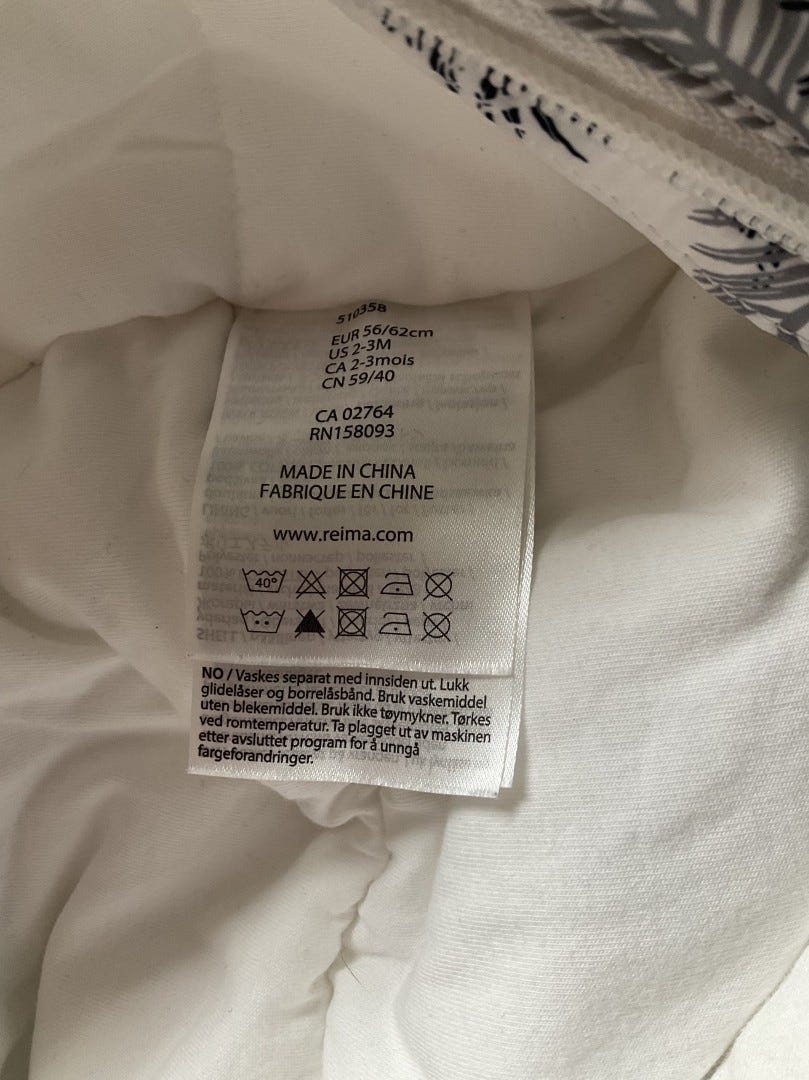 510358
EUR 56/62cm
US 2-3M
CA 2-3mois
CN 59/40
CA 02764
RN158093
MADE IN CHINA
FABRIQUE EN CHINE
www.reima.com
40°
NO / Vaskes separat med innsiden ut. Lukk
glidelåser og borrelåsbånd. Bruk vaskemiddel
uten blekemiddel. Bruk ikke tøymykner. Tørkes
ved romtemperatur. Ta plagget ut av maskinen
etter avsluttet program for å unngå
fargeforandringer.